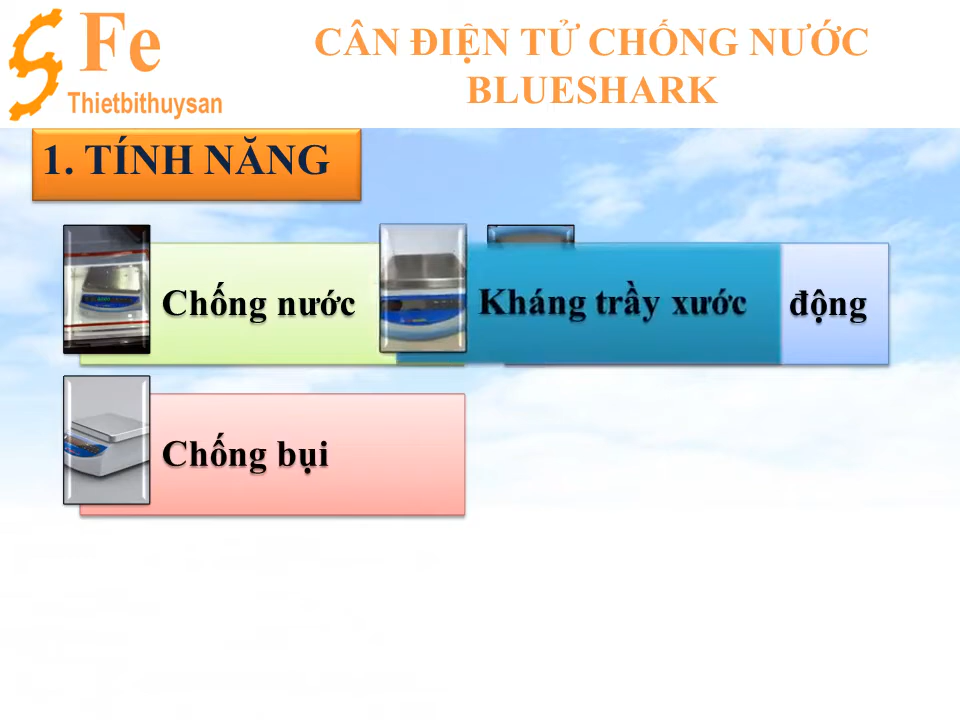 Fe
Thietbithuysan
CÂN ĐIỆN TỬ CHỐNG NƯỚC
BLUESHARK
1. TÍNH NĂNG
Chống nước
Kháng trầy xước
động
Chống bụi